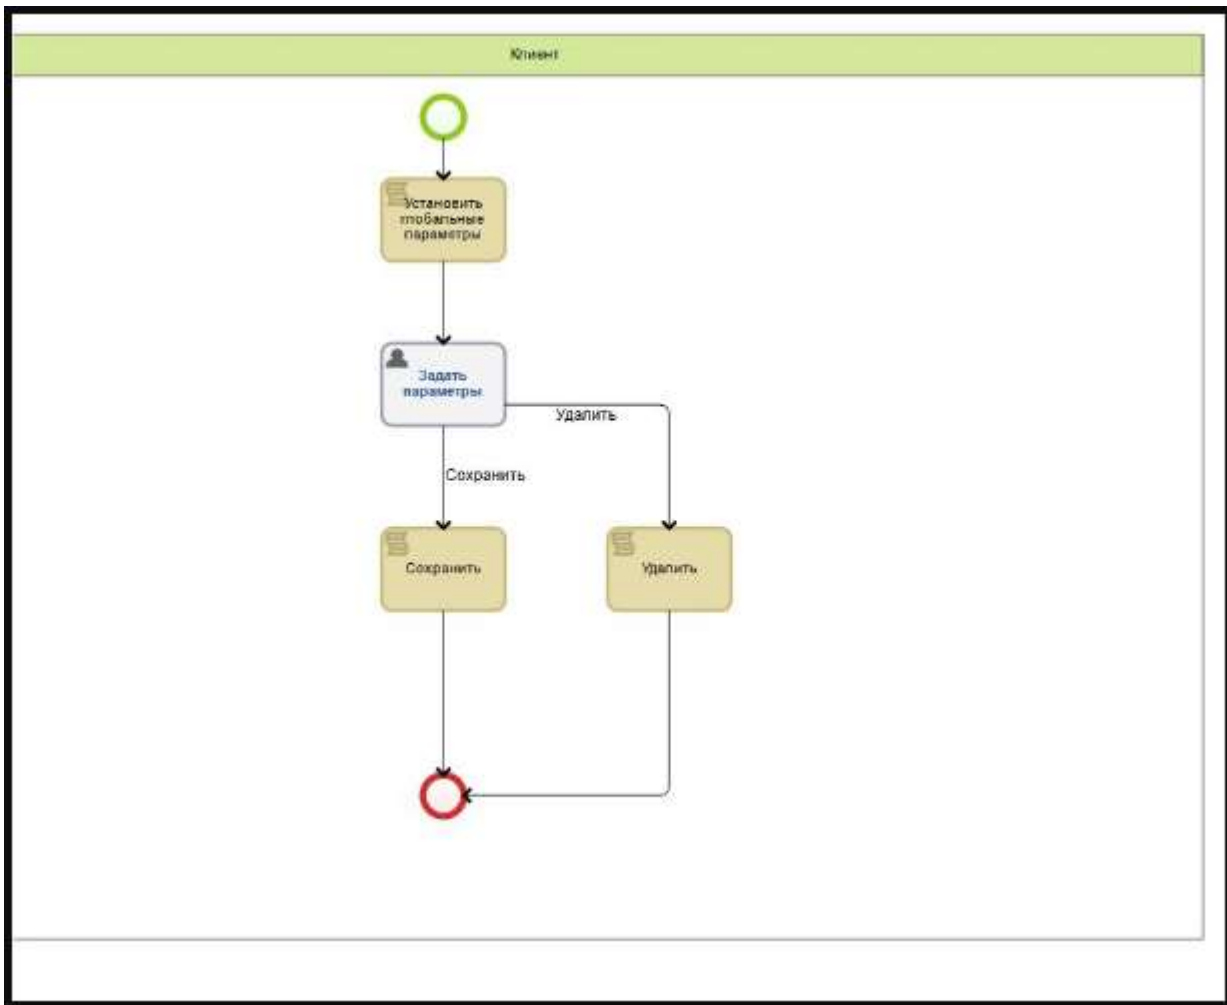 Клиент
Установить
глобальные
параметры
Задать
параметры
Удалить
Сохранить
Сохранить
Удалить